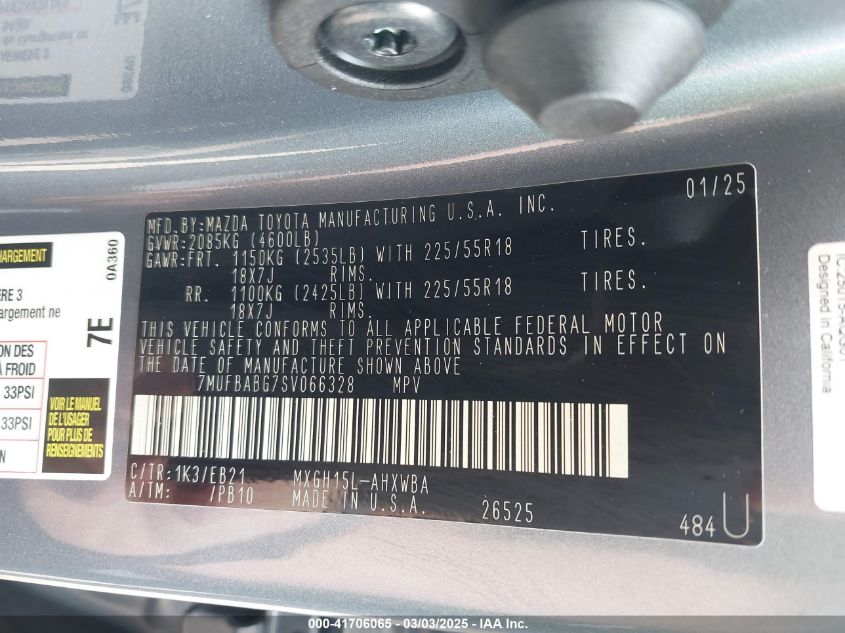 01/25
MFD.BY:MAZDA TOYOTA MANUFACTURING U.S.A. INC.
GVWR:2085KG (4600LB)
GAWR:FRT. 1150KG (2535LB) WITH 225/55R18 TIRES.
18X7J RIMS.
RR. 1100KG (2425LB) WITH 225/55R18 TIRES.
18X7J RIMS.
THIS VEHICLE CONFORMS TO ALL APPLICABLE FEDERAL MOTOR
VEHICLE SAFETY AND THEFT PREVENTION STANDARDS IN EFFECT ON
THE DATE OF MANUFACTURE SHOWN ABOVE
7MUFBABG7SV066328 MPV
C/TR:1K3/EB21 MXGH15L-AHXWBA
A/TM: /PB10 MADE IN U.S.A. 26525
484 U
CHARGEMENT
0A360
7E
33PSI
33PSI
À FROID
VOIR LE MANUEL
DE L'USAGER
POUR PLUS DE
RENSEIGNEMENTS
Designed in California
000-41706065 - 03/03/2025 - IAA Inc.